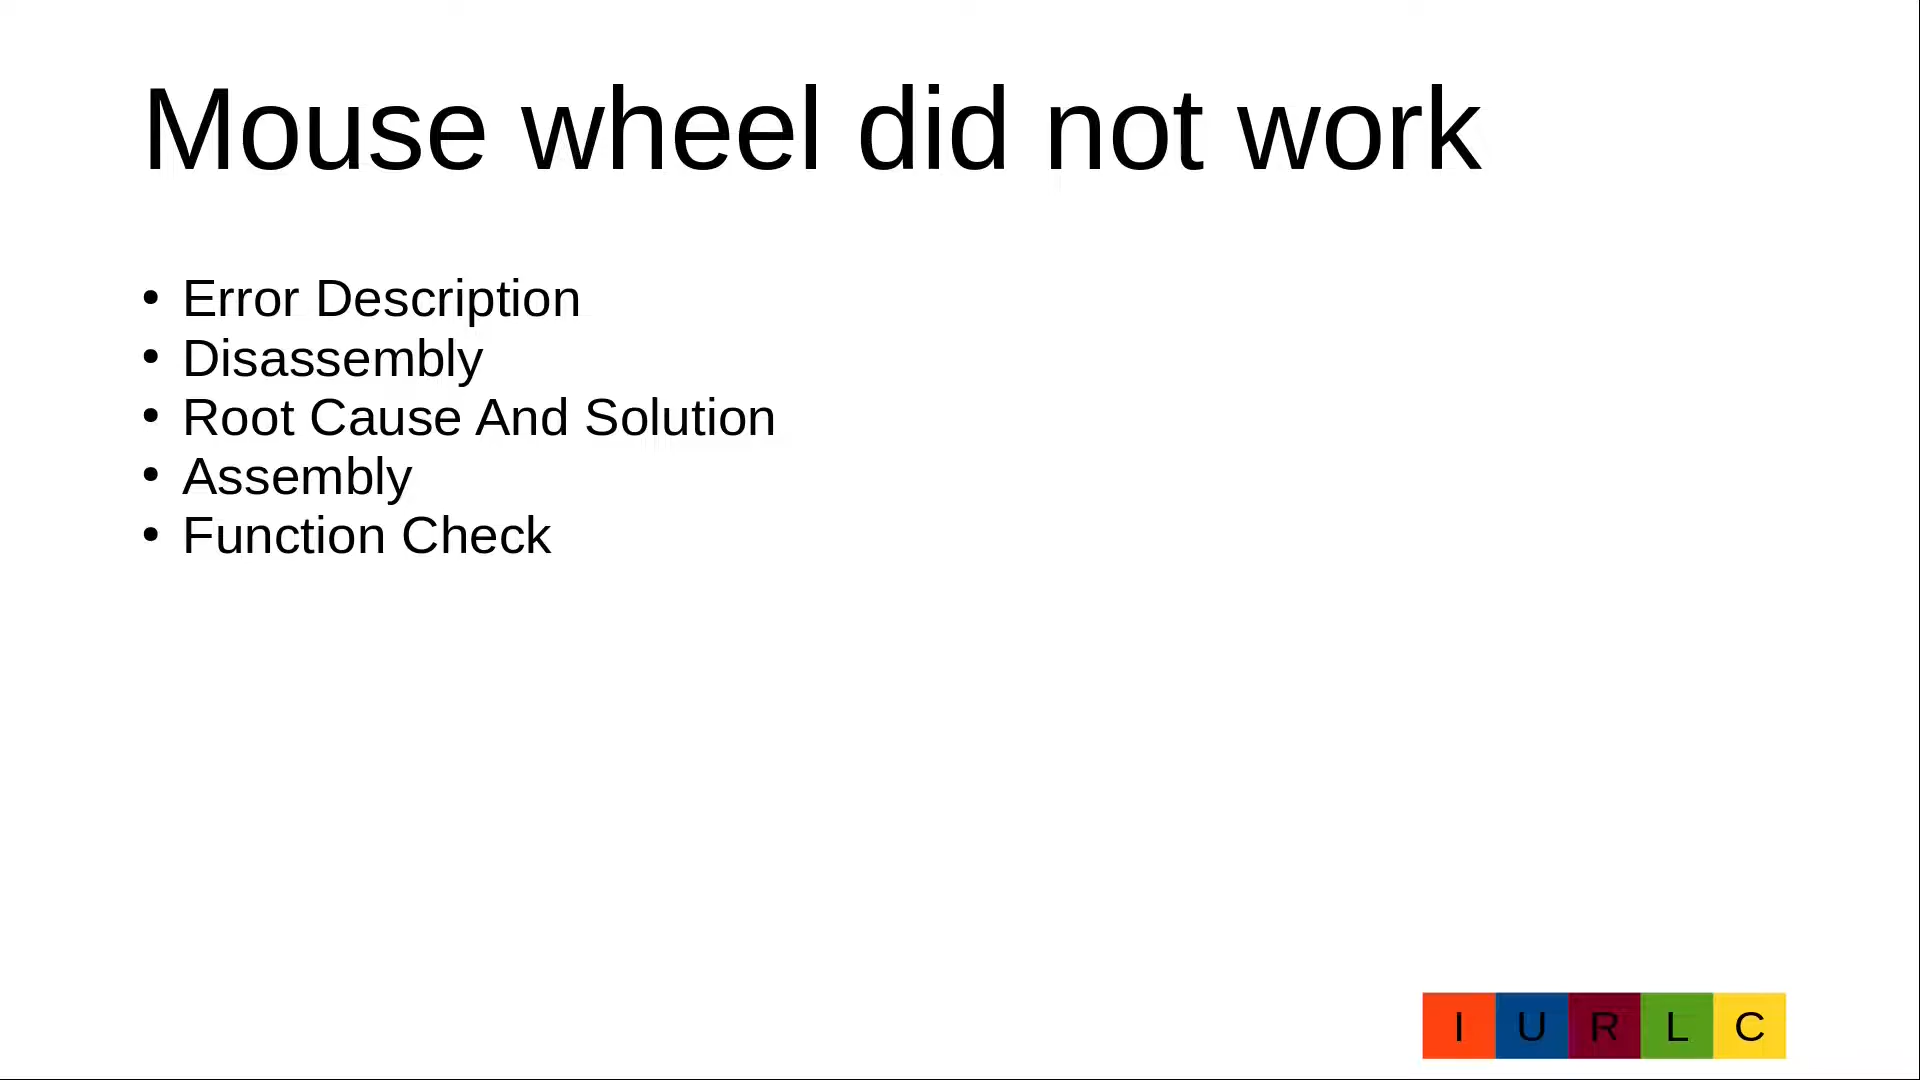 Mouse wheel did not work
• Error Description
• Disassembly
• Root Cause And Solution
• Assembly
• Function Check
I U R L C